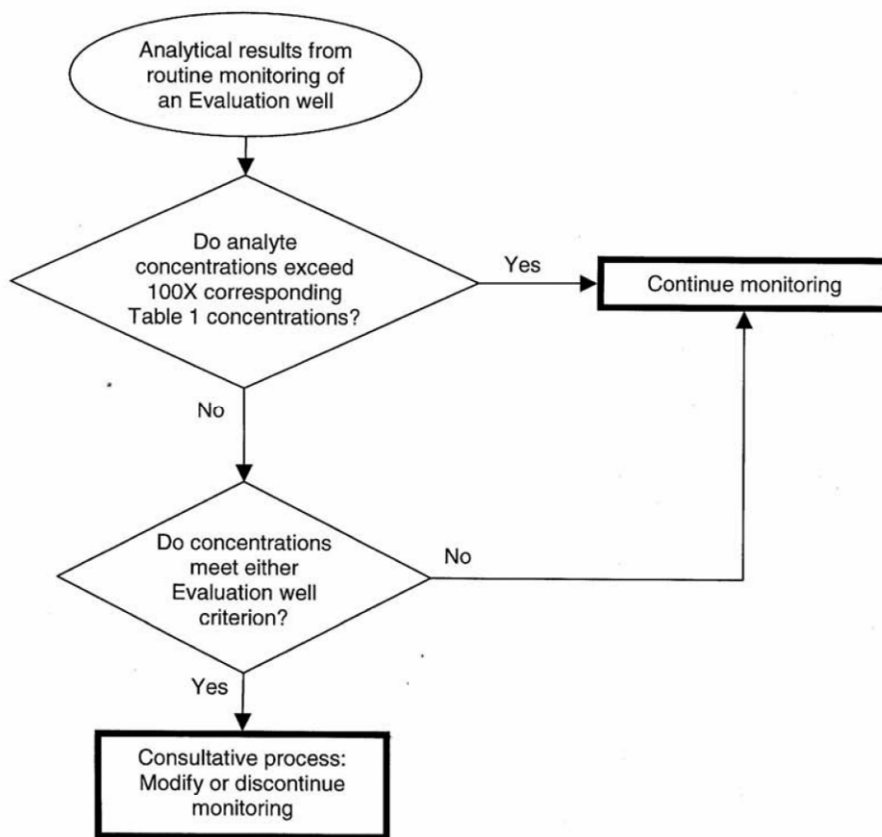 Analytical results from
routine monitoring of
an Evaluation well
Do analyte
concentrations exceed
100X corresponding
Table 1 concentrations?
Yes
Continue monitoring
No
Do concentrations
meet either
Evaluation well
criterion?
No
Yes
Consultative process:
Modify or discontinue
monitoring